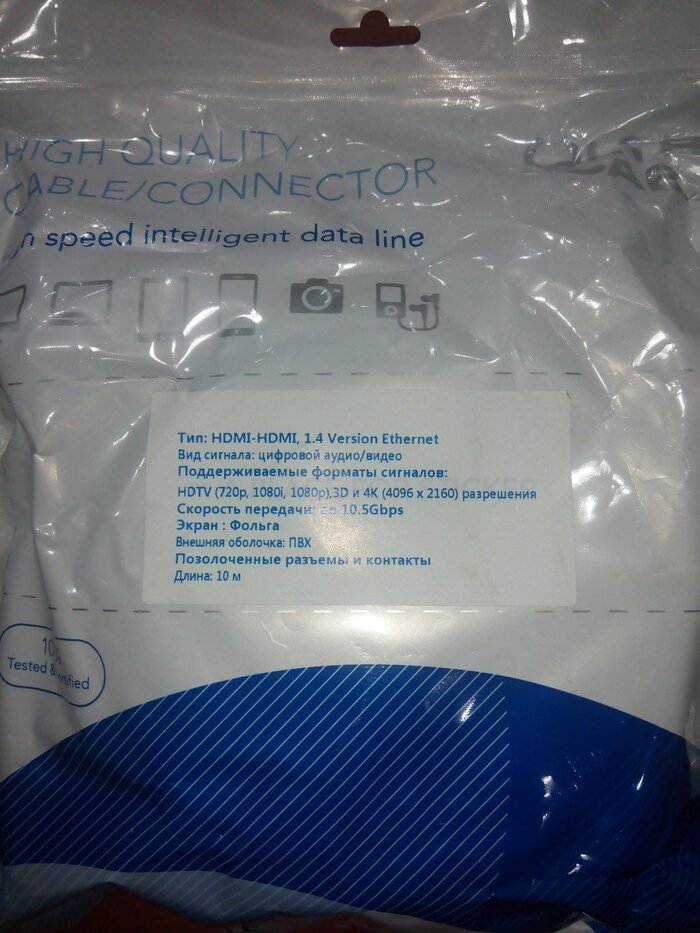 HIGH QUALITY
CABLE/CONNECTOR
speed intelligent data line
Тип: HDMI-HDMI, 1.4 Version Ethernet
Вид сигнала: цифровой аудио/видео
Поддерживаемые форматы сигналов:
HDTV (720p, 1080i, 1080p),3D и 4K (4096 x 2160) разрешения
Скорость передачи: до 10.5Gbps
Экран : Фольга
Внешняя оболочка: ПВХ
Позолоченные разъемы и контакты
Длина: 10 м
Tested &